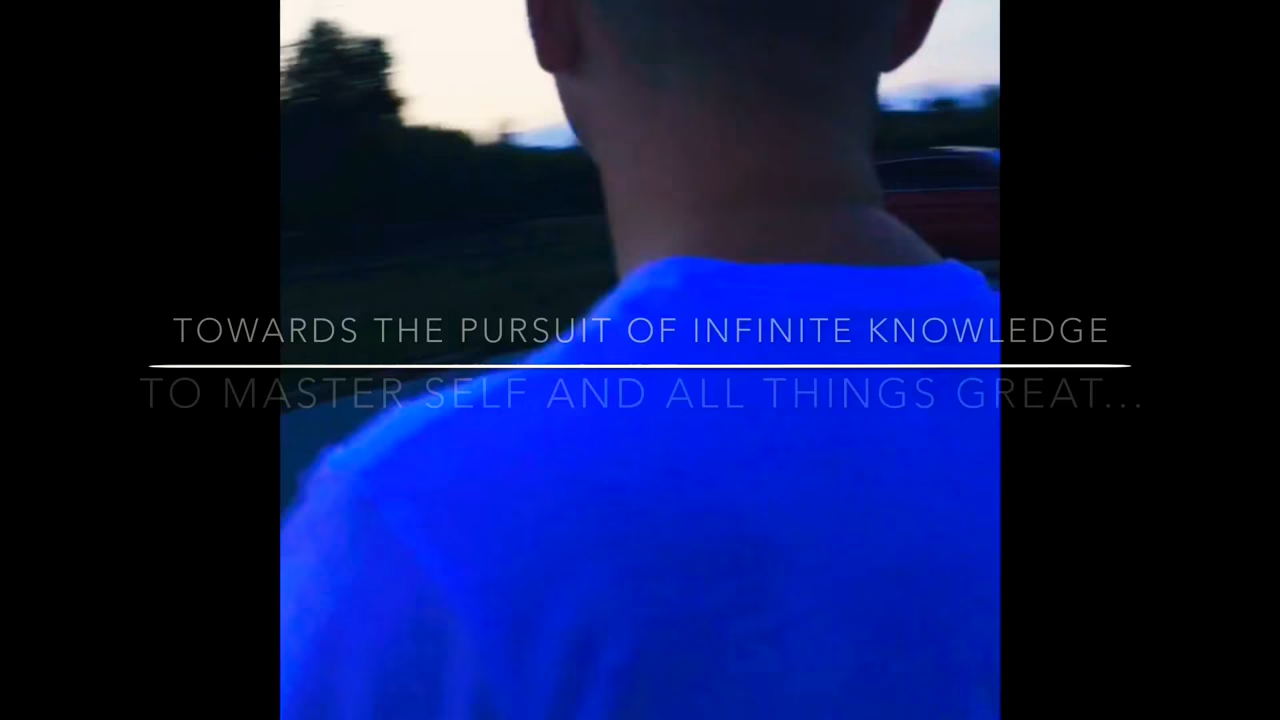 TOWARDS THE PURSUIT OF INFINITE KNOWLEDGE
TO MASTER SELF AND ALL THINGS GREAT...